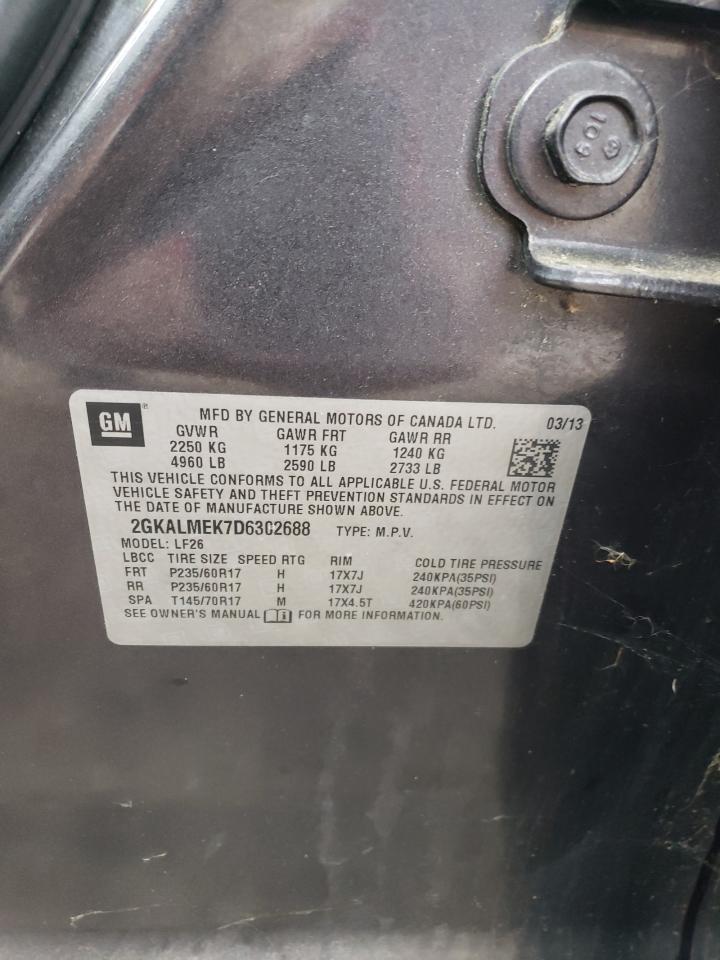 10.9
GM®
MFD BY GENERAL MOTORS OF CANADA LTD. 03/13
GVWR GAWR FRT GAWR RR
2250 KG 1175 KG 1240 KG
4960 LB 2590 LB 2733 LB
THIS VEHICLE CONFORMS TO ALL APPLICABLE U.S. FEDERAL MOTOR
VEHICLE SAFETY AND THEFT PREVENTION STANDARDS IN EFFECT ON
THE DATE OF MANUFACTURE SHOWN ABOVE.
2GKALMEK7D6302688 TYPE: M.P.V.
MODEL: LF26
LBCC TIRE SIZE SPEED RTG RIM COLD TIRE PRESSURE
FRT P235/60R17 H 17X7J 240KPA(35PSI)
RR P235/60R17 H 17X7J 240KPA(35PSI)
SPA T145/70R17 M 17X4.5T 420KPA(60PSI)
SEE OWNER'S MANUAL FOR MORE INFORMATION.